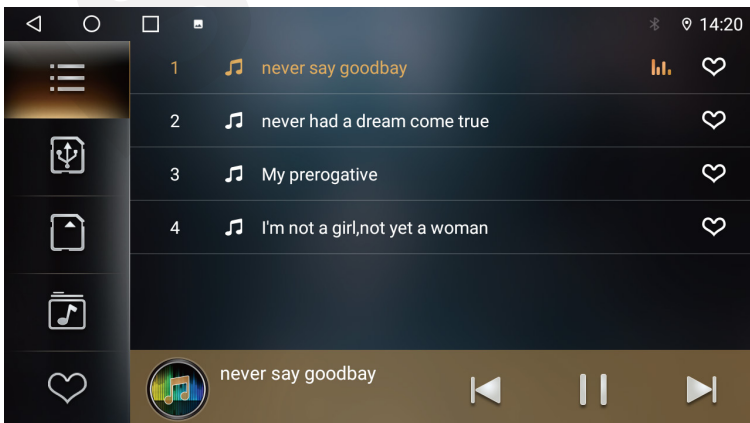 14:20
1 never say goodbay
2 never had a dream come true
3 My prerogative
4 I'm not a girl,not yet a woman
never say goodbay